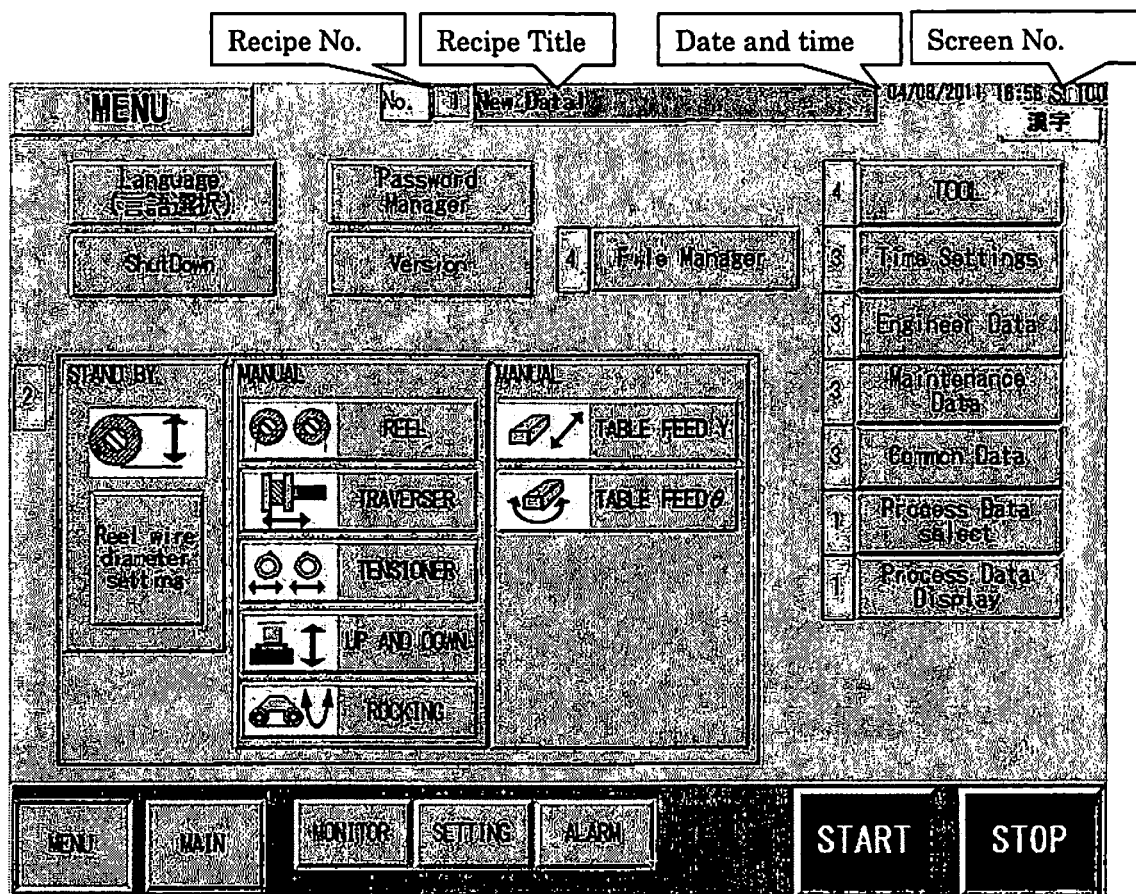 Recipe No.
Recipe Title
Date and time
Screen No.
MENU
No. 1
New Data1
04/08/2011 16:56 S 100
漢字
Language
(言語選択)
Password
Manager
4 TOOL
ShutDown
Version
4 File Manager
3 Time Settings
3 Engineer Data
3 Maintenance
Data
3 Common Data
1 Process Data
select
1 Process Data
Display
2
STAND BY
Reel wire
diameter
setting
MANUAL
REEL
TRAVERSER
TENSIONER
UP AND DOWN
ROCKING
MANUAL
TABLE FEED Y
TABLE FEED θ
MENU
MAIN
MONITOR
SETTING
ALARM
START
STOP